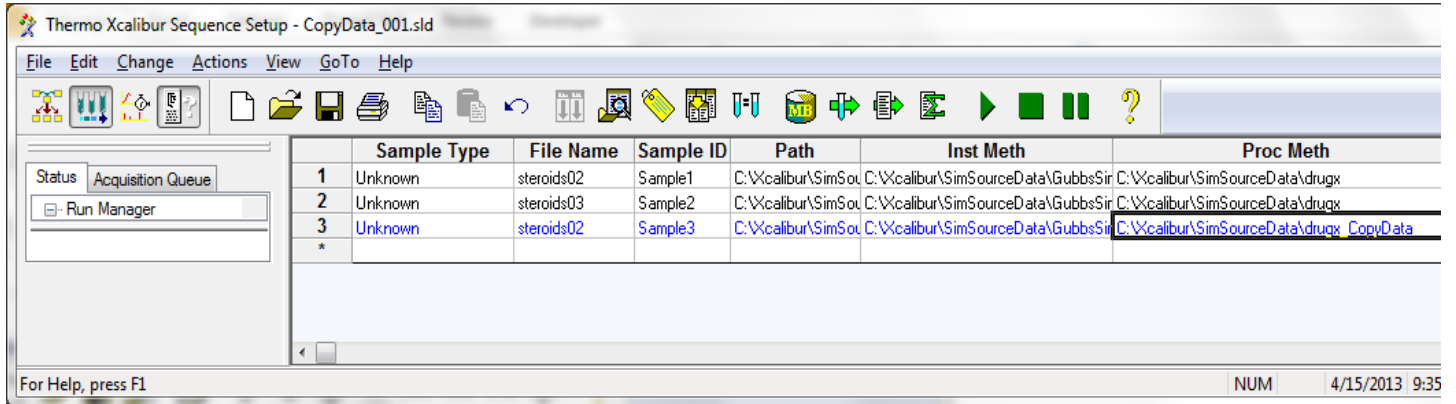 Thermo Xcalibur Sequence Setup - CopyData_001.sld
File Edit Change Actions View GoTo Help
MB
Status Acquisition Queue
Run Manager
Sample Type File Name Sample ID Path Inst Meth Proc Meth
1 Unknown steroids02 Sample1 C:\Xcalibur\SimSou C:\Xcalibur\SimSourceData\GubbsSir C:\Xcalibur\SimSourceData\drugx
2 Unknown steroids03 Sample2 C:\Xcalibur\SimSou C:\Xcalibur\SimSourceData\GubbsSir C:\Xcalibur\SimSourceData\drugx
3 Unknown steroids02 Sample3 C:\Xcalibur\SimSou C:\Xcalibur\SimSourceData\GubbsSir C:\Xcalibur\SimSourceData\drugx_CopyData
*
For Help, press F1 NUM 4/15/2013 9:35